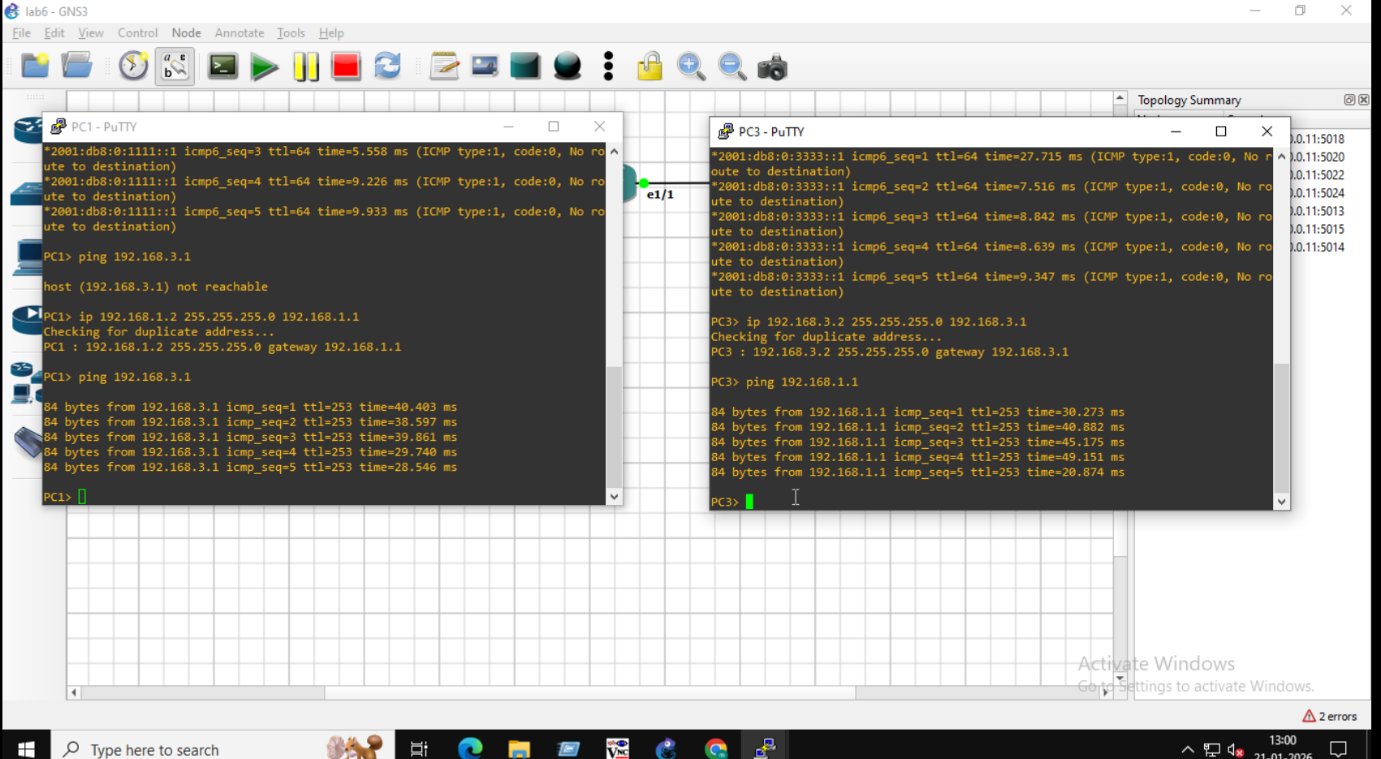 lab6 - GNS3
File Edit View Control Node Annotate Tools Help
Topology Summary
PC1 - PuTTY
*2001:db8:0:1111::1 icmp6_seq=3 ttl=64 time=5.558 ms (ICMP type:1, code:0, No ro
ute to destination)
*2001:db8:0:1111::1 icmp6_seq=4 ttl=64 time=9.226 ms (ICMP type:1, code:0, No ro
ute to destination)
*2001:db8:0:1111::1 icmp6_seq=5 ttl=64 time=9.933 ms (ICMP type:1, code:0, No ro
ute to destination)
PC1> ping 192.168.3.1
host (192.168.3.1) not reachable
PC1> ip 192.168.1.2 255.255.255.0 192.168.1.1
Checking for duplicate address...
PC1 : 192.168.1.2 255.255.255.0 gateway 192.168.1.1
PC1> ping 192.168.3.1
84 bytes from 192.168.3.1 icmp_seq=1 ttl=253 time=40.403 ms
84 bytes from 192.168.3.1 icmp_seq=2 ttl=253 time=38.597 ms
84 bytes from 192.168.3.1 icmp_seq=3 ttl=253 time=39.861 ms
84 bytes from 192.168.3.1 icmp_seq=4 ttl=253 time=29.740 ms
84 bytes from 192.168.3.1 icmp_seq=5 ttl=253 time=28.546 ms
PC1>
e1/1
PC3 - PuTTY
*2001:db8:0:3333::1 icmp6_seq=1 ttl=64 time=27.715 ms (ICMP type:1, code:0, No r
oute to destination)
*2001:db8:0:3333::1 icmp6_seq=2 ttl=64 time=7.516 ms (ICMP type:1, code:0, No ro
ute to destination)
*2001:db8:0:3333::1 icmp6_seq=3 ttl=64 time=8.842 ms (ICMP type:1, code:0, No ro
ute to destination)
*2001:db8:0:3333::1 icmp6_seq=4 ttl=64 time=8.639 ms (ICMP type:1, code:0, No ro
ute to destination)
*2001:db8:0:3333::1 icmp6_seq=5 ttl=64 time=9.347 ms (ICMP type:1, code:0, No ro
ute to destination)
PC3> ip 192.168.3.2 255.255.255.0 192.168.3.1
Checking for duplicate address...
PC3 : 192.168.3.2 255.255.255.0 gateway 192.168.3.1
PC3> ping 192.168.1.1
84 bytes from 192.168.1.1 icmp_seq=1 ttl=253 time=30.273 ms
84 bytes from 192.168.1.1 icmp_seq=2 ttl=253 time=40.882 ms
84 bytes from 192.168.1.1 icmp_seq=3 ttl=253 time=45.175 ms
84 bytes from 192.168.1.1 icmp_seq=4 ttl=253 time=49.151 ms
84 bytes from 192.168.1.1 icmp_seq=5 ttl=253 time=20.874 ms
PC3>
0.0.11:5018
0.0.11:5020
0.0.11:5022
0.0.11:5024
0.0.11:5013
0.0.11:5015
0.0.11:5014
Activate Windows
Go to Settings to activate Windows.
2 errors
Type here to search
13:00
21-01-2026